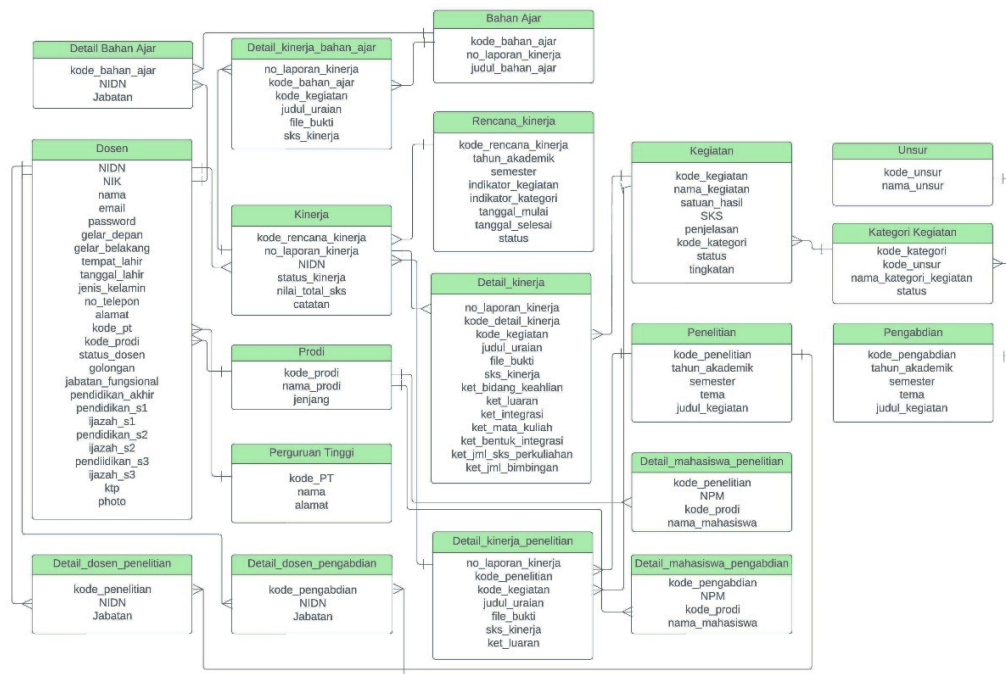 Detail Bahan Ajar
kode_bahan_ajar
NIDN
Jabatan
Detail_kinerja_bahan_ajar
no_laporan_kinerja
kode_bahan_ajar
kode_kegiatan
judul_uraian
file_bukti
sks_kinerja
Bahan Ajar
kode_bahan_ajar
no_laporan_kinerja
judul_bahan_ajar
Dosen
NIDN
NIK
nama
email
password
gelar_depan
gelar_belakang
tempat_lahir
tanggal_lahir
jenis_kelamin
no_telepon
alamat
kode_pt
kode_prodi
status_dosen
golongan
jabatan_fungsional
pendidikan_akhir
pendidikan_s1
ijazah_s1
pendidikan_s2
ijazah_s2
pendiidikan_s3
ijazah_s3
ktp
photo
Kinerja
kode_rencana_kinerja
no_laporan_kinerja
NIDN
status_kinerja
nilai_total_sks
catatan
Rencana_kinerja
kode_rencana_kinerja
tahun_akademik
semester
indikator_kegiatan
indikator_kategori
tanggal_mulai
tanggal_selesai
status
Kegiatan
kode_kegiatan
nama_kegiatan
satuan_hasil
SKS
penjelasan
kode_kategori
status
tingkatan
Unsur
kode_unsur
nama_unsur
Kategori Kegiatan
kode_kategori
kode_unsur
nama_kategori_kegiatan
status
Prodi
kode_prodi
nama_prodi
jenjang
Detail_kinerja
no_laporan_kinerja
kode_detail_kinerja
kode_kegiatan
judul_uraian
file_bukti
sks_kinerja
ket_bidang_keahlian
ket_luaran
ket_integrasi
ket_mata_kuliah
ket_bentuk_integrasi
ket_jml_sks_perkuliahan
ket_jml_bimbingan
Penelitian
kode_penelitian
tahun_akademik
semester
tema
judul_kegiatan
Pengabdian
kode_pengabdian
tahun_akademik
semester
tema
judul_kegiatan
Perguruan Tinggi
kode_PT
nama
alamat
Detail_mahasiswa_penelitian
kode_penelitian
NPM
kode_prodi
nama_mahasiswa
Detail_dosen_penelitian
kode_penelitian
NIDN
Jabatan
Detail_dosen_pengabdian
kode_pengabdian
NIDN
Jabatan
Detail_kinerja_penelitian
no_laporan_kinerja
kode_penelitian
kode_kegiatan
judul_uraian
file_bukti
sks_kinerja
ket_luaran
Detail_mahasiswa_pengabdian
kode_pengabdian
NPM
kode_prodi
nama_mahasiswa